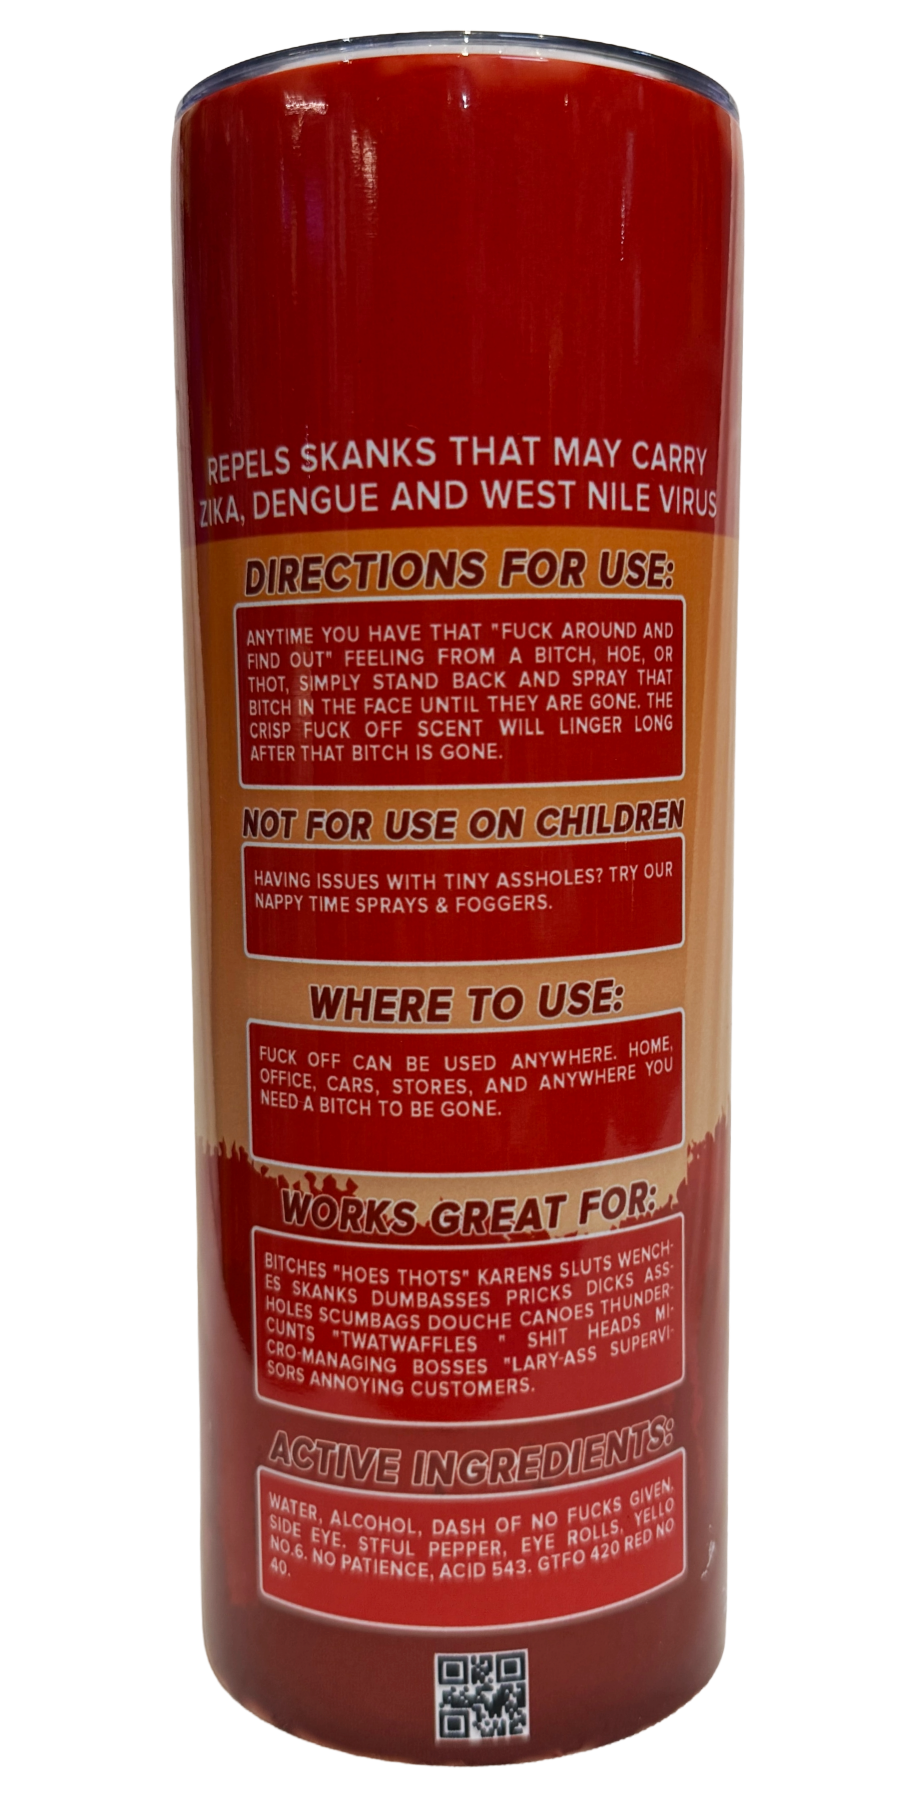 REPELS SKANKS THAT MAY CARRY
ZIKA, DENGUE AND WEST NILE VIRUS
DIRECTIONS FOR USE:
ANYTIME YOU HAVE THAT "FUCK AROUND AND
FIND OUT" FEELING FROM A BITCH, HOE, OR
THOT, SIMPLY STAND BACK AND SPRAY THAT
BITCH IN THE FACE UNTIL THEY ARE GONE. THE
CRISP FUCK OFF SCENT WILL LINGER LONG
AFTER THAT BITCH IS GONE.
NOT FOR USE ON CHILDREN
HAVING ISSUES WITH TINY ASSHOLES? TRY OUR
NAPPY TIME SPRAYS & FOGGERS.
WHERE TO USE:
FUCK OFF CAN BE USED ANYWHERE. HOME,
OFFICE, CARS, STORES, AND ANYWHERE YOU
NEED A BITCH TO BE GONE.
WORKS GREAT FOR:
BITCHES "HOES THOTS" KARENS SLUTS WENCH-
ES SKANKS DUMBASSES PRICKS DICKS ASS-
HOLES SCUMBAGS DOUCHE CANOES THUNDER-
CUNTS "TWATWAFFLES " SHIT HEADS MI-
CRO-MANAGING BOSSES "LARY-ASS SUPERVI-
SORS ANNOYING CUSTOMERS.
ACTIVE INGREDIENTS:
WATER, ALCOHOL, DASH OF NO FUCKS GIVEN,
SIDE EYE. STFUL PEPPER, EYE ROLLS, YELLO
NO.6. NO PATIENCE, ACID 543. GTFO 420 RED NO
40.